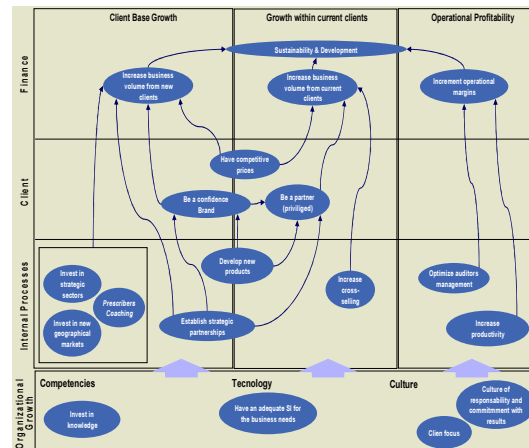 Client Base Growth
Growth within current clients
Operational Profitability
Finance
Sustainability & Development
Increase business
volume from new
clients
Increase business
volume from current
clients
Increment operational
margins
Client
Have competitive
prices
Be a confidence
Brand
Be a partner
(priviliged)
Internal Processes
Develop new
products
Invest in
strategic
sectors
Prescribers
Coaching
Invest in new
geographical
markets
Establish strategic
partnerships
Increase
cross-
selling
Optimize auditors
management
Increase
productivity
Organizational
Growth
Competencies
Tecnology
Culture
Invest in
knowledge
Have an adequate SI for
the business needs
Culture of
responsability and
commitment with
results
Clien focus